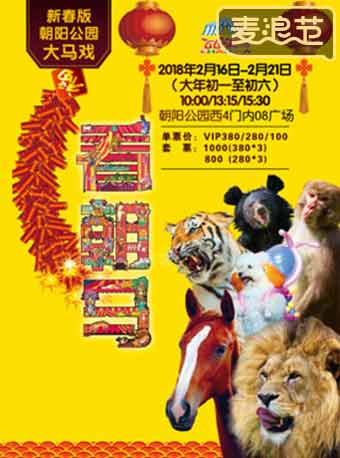 新春版
朝阳公园
大马戏
麦浪节
2018年2月16日-2月21日
(大年初一至初六)
10:00/13:15/15:30
朝阳公园西4门内08广场
单票价：VIP380/280/100
套　票：1000(380*3)
800 (280*3)